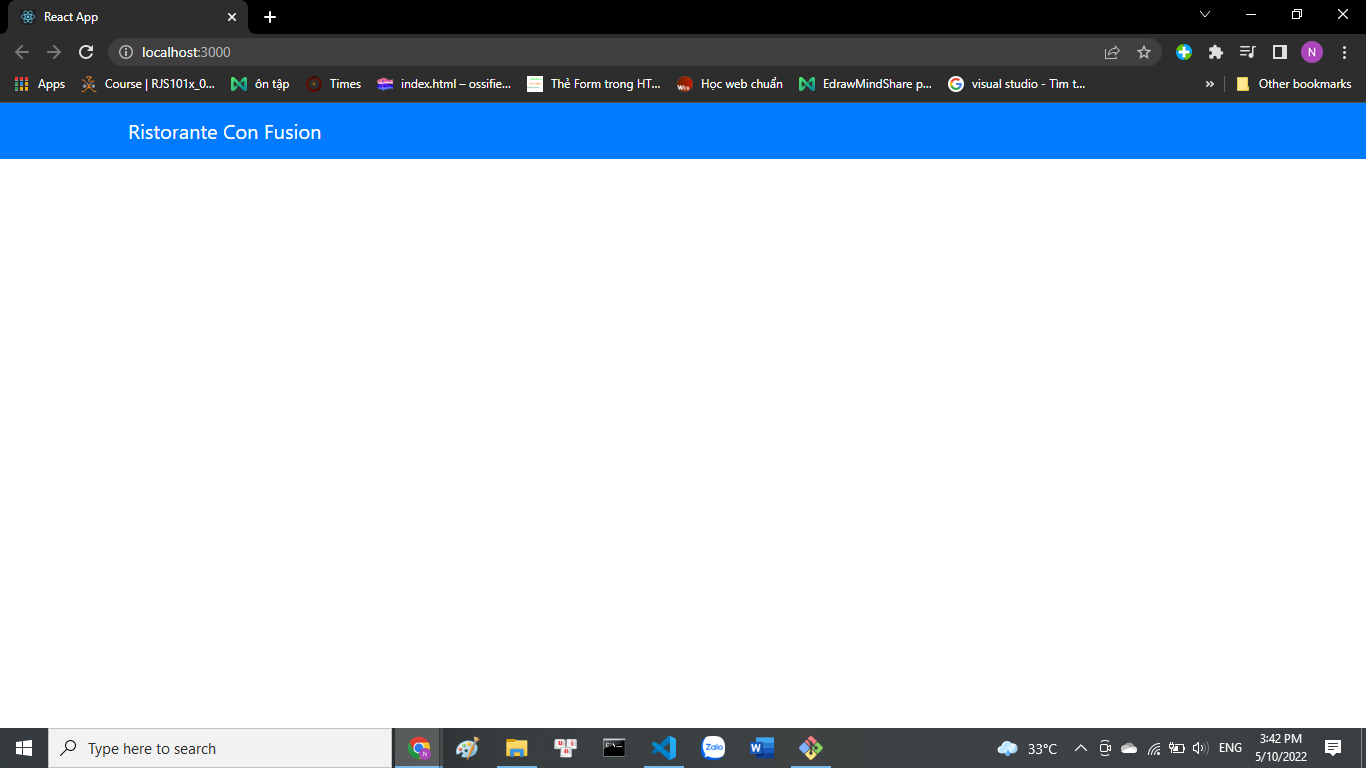 React App
localhost:3000
N
Apps
Course | RJS101x_0...
ôn tập
Times
index.html – ossifie...
Thẻ Form trong HT...
Học web chuẩn
EdrawMindShare p...
visual studio - Tìm t...
»
Other bookmarks
Ristorante Con Fusion
Type here to search
N
Zalo
W
33°C
ENG
3:42 PM
5/10/2022